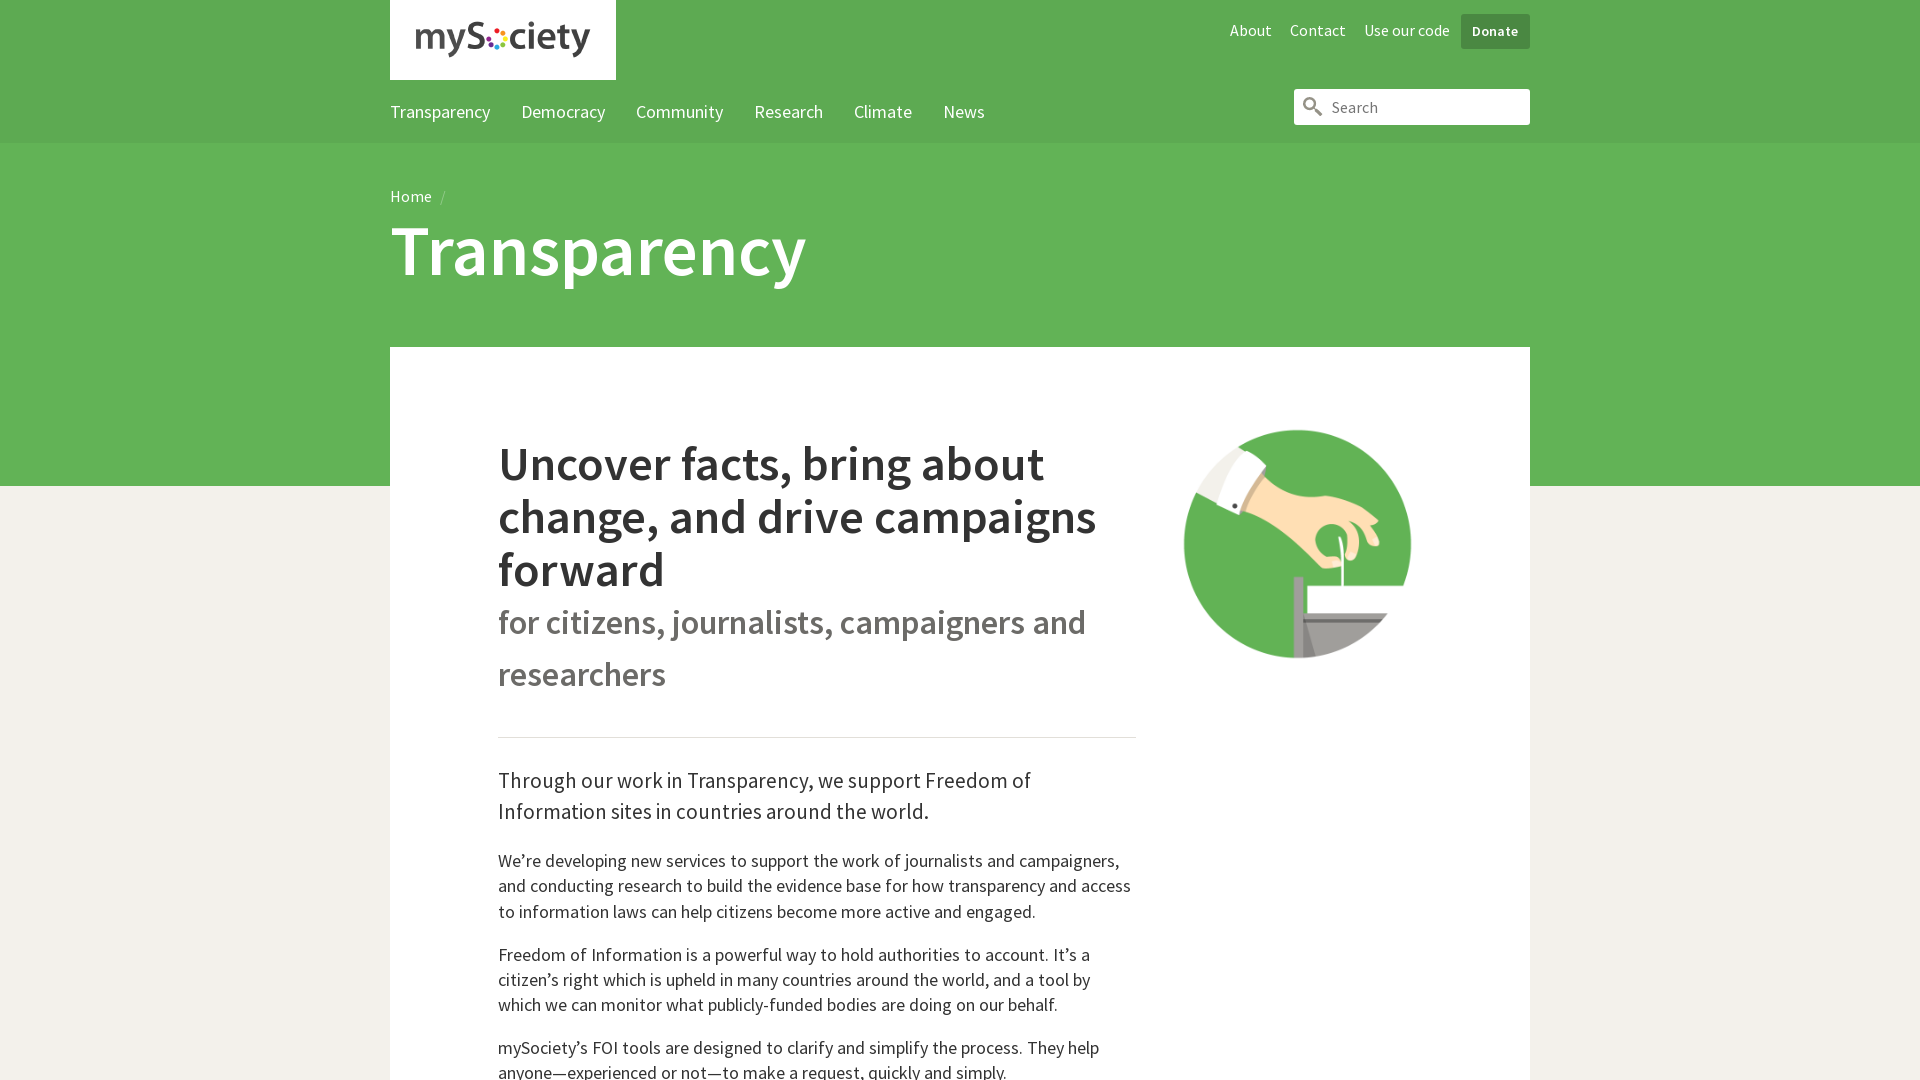 mySociety
About Contact Use our code Donate
Transparency Democracy Community Research Climate News
Search
Home /
Transparency
Uncover facts, bring about
change, and drive campaigns
forward
for citizens, journalists, campaigners and
researchers
Through our work in Transparency, we support Freedom of
Information sites in countries around the world.
We’re developing new services to support the work of journalists and campaigners,
and conducting research to build the evidence base for how transparency and access
to information laws can help citizens become more active and engaged.
Freedom of Information is a powerful way to hold authorities to account. It’s a
citizen’s right which is upheld in many countries around the world, and a tool by
which we can monitor what publicly-funded bodies are doing on our behalf.
mySociety’s FOI tools are designed to clarify and simplify the process. They help
anyone—experienced or not—to make a request, quickly and simply.